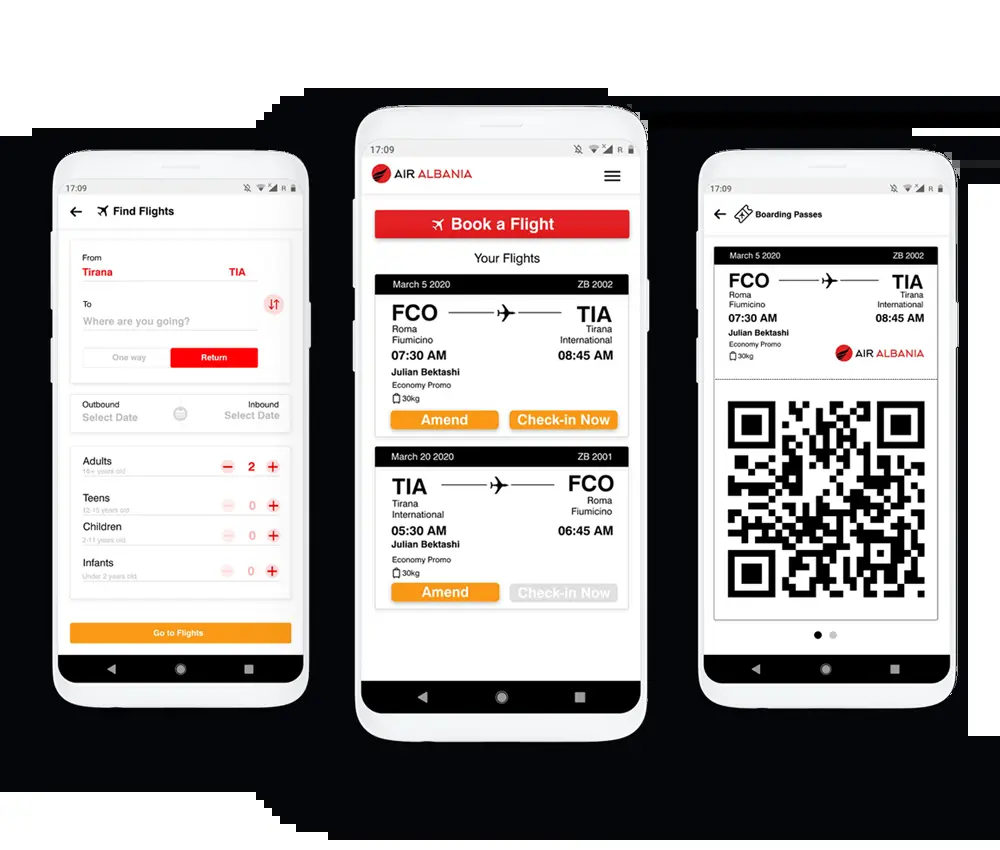 17:09
R
Find Flights
From
Tirana TIA
To
Where are you going?
One way Return
Outbound Inbound
Select Date Select Date
Adults
16+ years old
2
Teens
12-15 years old
0
Children
2-11 years old
0
Infants
Under 2 years old
0
Go to Flights
17:09
R
AIR ALBANIA
Book a Flight
Your Flights
March 5 2020 ZB 2002
FCO TIA
Roma Tirana
Fiumicino International
07:30 AM 08:45 AM
Julian Bektashi
Economy Promo
30kg
Amend Check-in Now
March 20 2020 ZB 2001
TIA FCO
Tirana Roma
International Fiumicino
05:30 AM 06:45 AM
Julian Bektashi
Economy Promo
30kg
Amend Check-in Now
17:09
R
Boarding Passes
March 5 2020 ZB 2002
FCO TIA
Roma Tirana
Fiumicino International
07:30 AM 08:45 AM
Julian Bektashi
Economy Promo
30kg
AIR ALBANIA